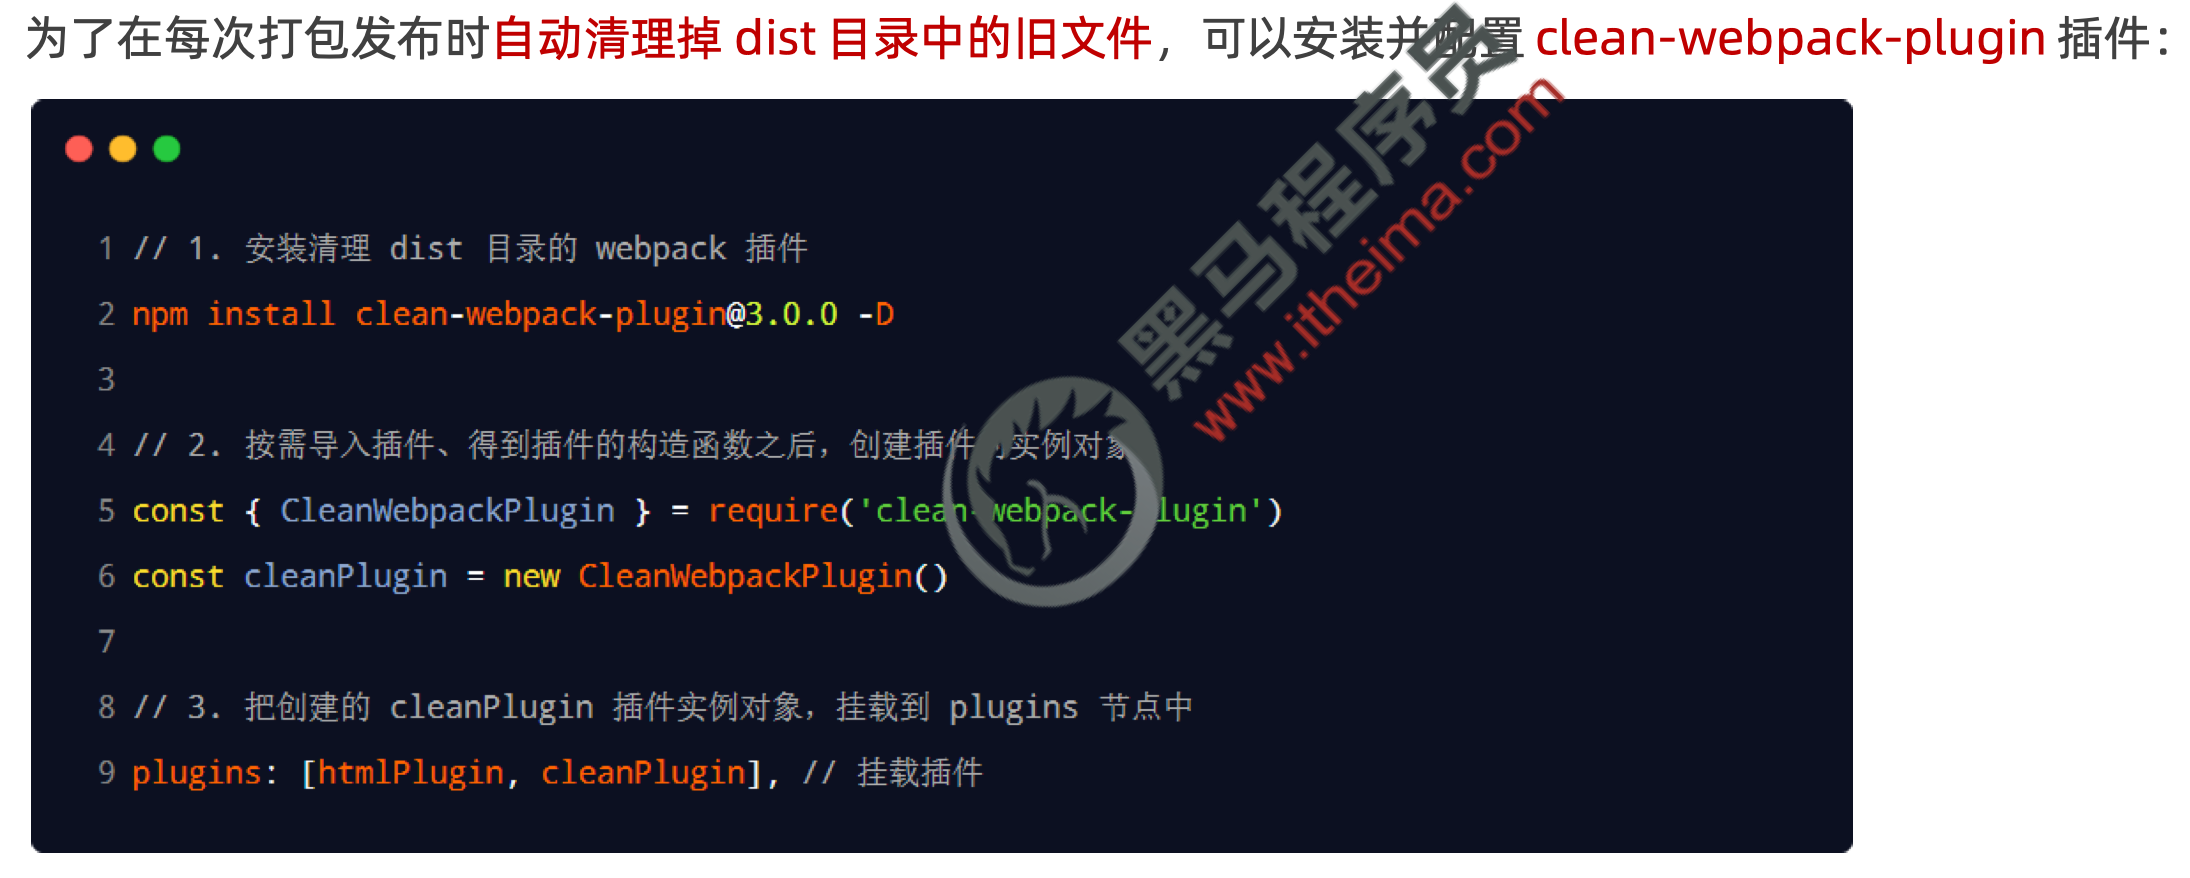 为了在每次打包发布时自动清理掉 dist 目录中的旧文件，可以安装并配置 clean-webpack-plugin 插件：
1 // 1. 安装清理 dist 目录的 webpack 插件
2 npm install clean-webpack-plugin@3.0.0 -D
3
4 // 2. 按需导入插件、得到插件的构造函数之后，创建插件的实例对象
5 const { CleanWebpackPlugin } = require('clean-webpack-plugin')
6 const cleanPlugin = new CleanWebpackPlugin()
7
8 // 3. 把创建的 cleanPlugin 插件实例对象，挂载到 plugins 节点中
9 plugins: [htmlPlugin, cleanPlugin], // 挂载插件
黑马程序员
www.itheima.com